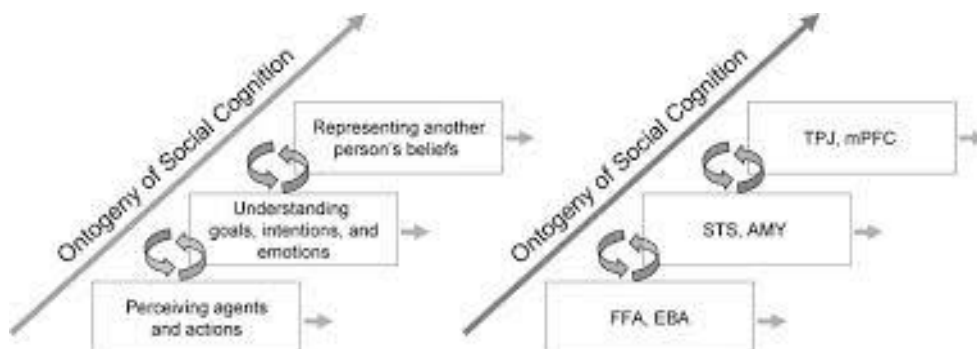 Ontogeny of Social Cognition
Representing another
person's beliefs
Understanding
goals, intentions, and
emotions
Perceiving agents
and actions
Ontogeny of Social Cognition
TPJ, mPFC
STS, AMY
FFA, EBA